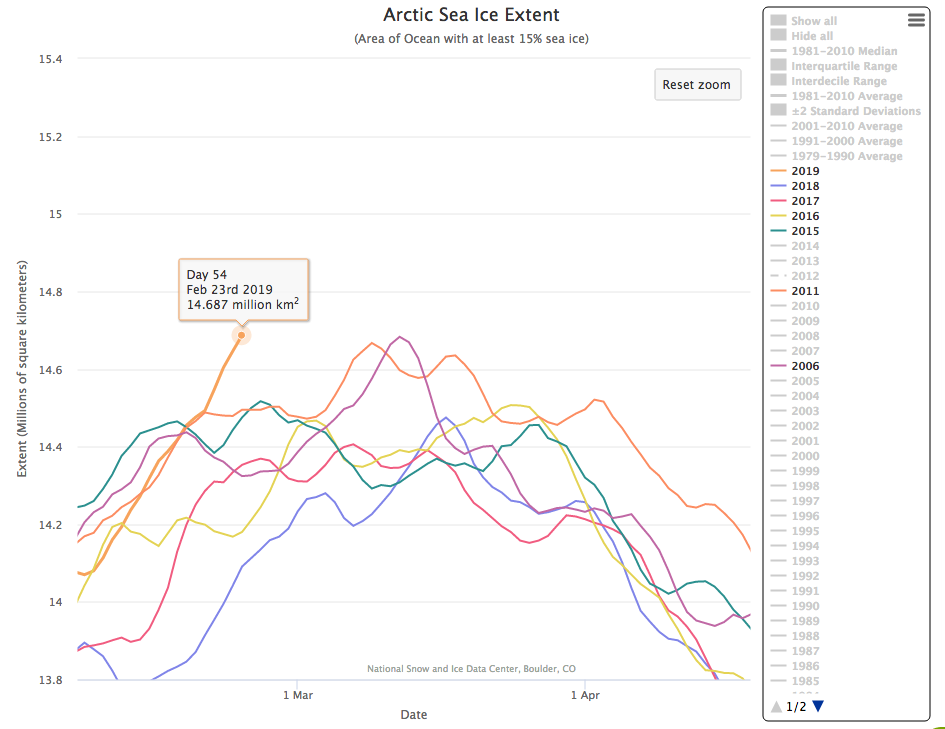 Arctic Sea Ice Extent
(Area of Ocean with at least 15% sea ice)
Reset zoom
15.4
15.2
15
14.8
14.6
14.4
14.2
14
13.8
Extent (Millions of square kilometers)
Day 54
Feb 23rd 2019
14.687 million km²
National Snow and Ice Data Center, Boulder, CO
1 Mar
1 Apr
Date
Show all
Hide all
1981-2010 Median
Interquartile Range
Interdecile Range
1981-2010 Average
±2 Standard Deviations
2001-2010 Average
1991-2000 Average
1979-1990 Average
2019
2018
2017
2016
2015
2014
2013
2012
2011
2010
2009
2008
2007
2006
2005
2004
2003
2002
2001
2000
1999
1998
1997
1996
1995
1994
1993
1992
1991
1990
1989
1988
1987
1986
1985
1/2